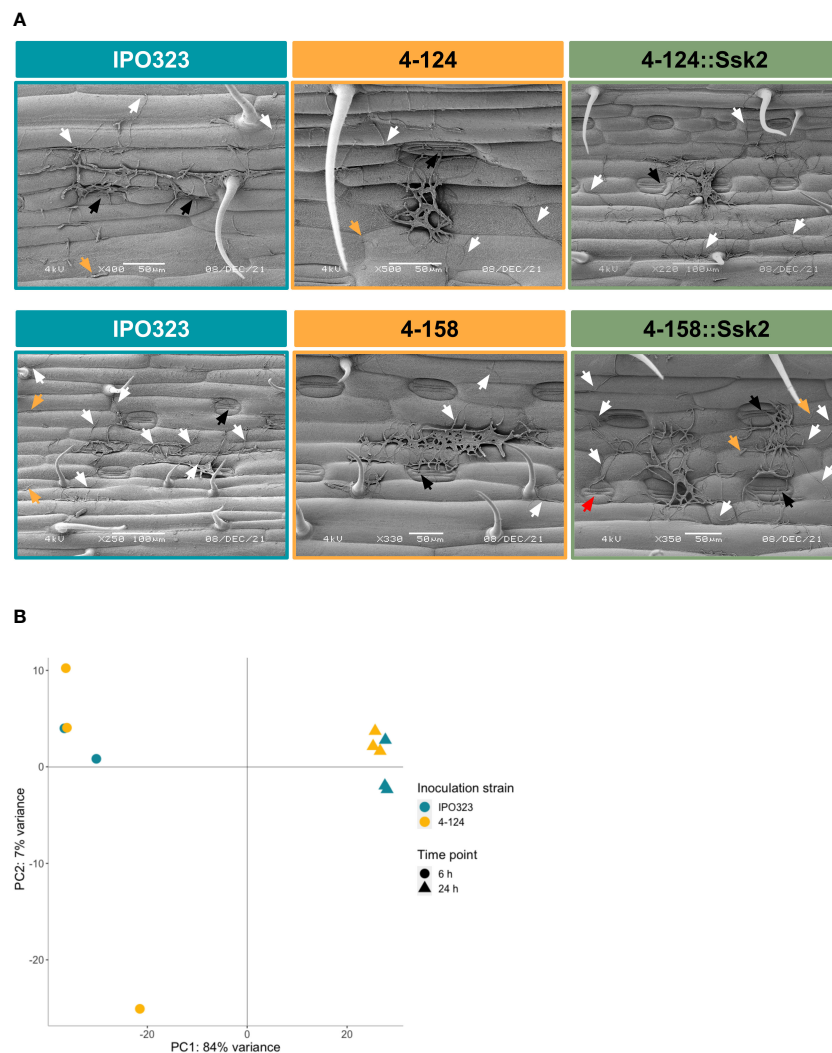 A
IPO323
4-124
4-124::Ssk2
4kV X400 50µm 08/DEC/21
4kV X500 50µm 08/DEC/21
4kV X220 100µm 08/DEC/21
IPO323
4-158
4-158::Ssk2
4kV X250 100µm 08/DEC/21
4kV X330 50µm 08/DEC/21
4kV X350 50µm 08/DEC/21
B
10
0
-10
-20
-20
0
20
PC2: 7% variance
PC1: 84% variance
Inoculation strain
IPO323
4-124
Time point
6 h
24 h